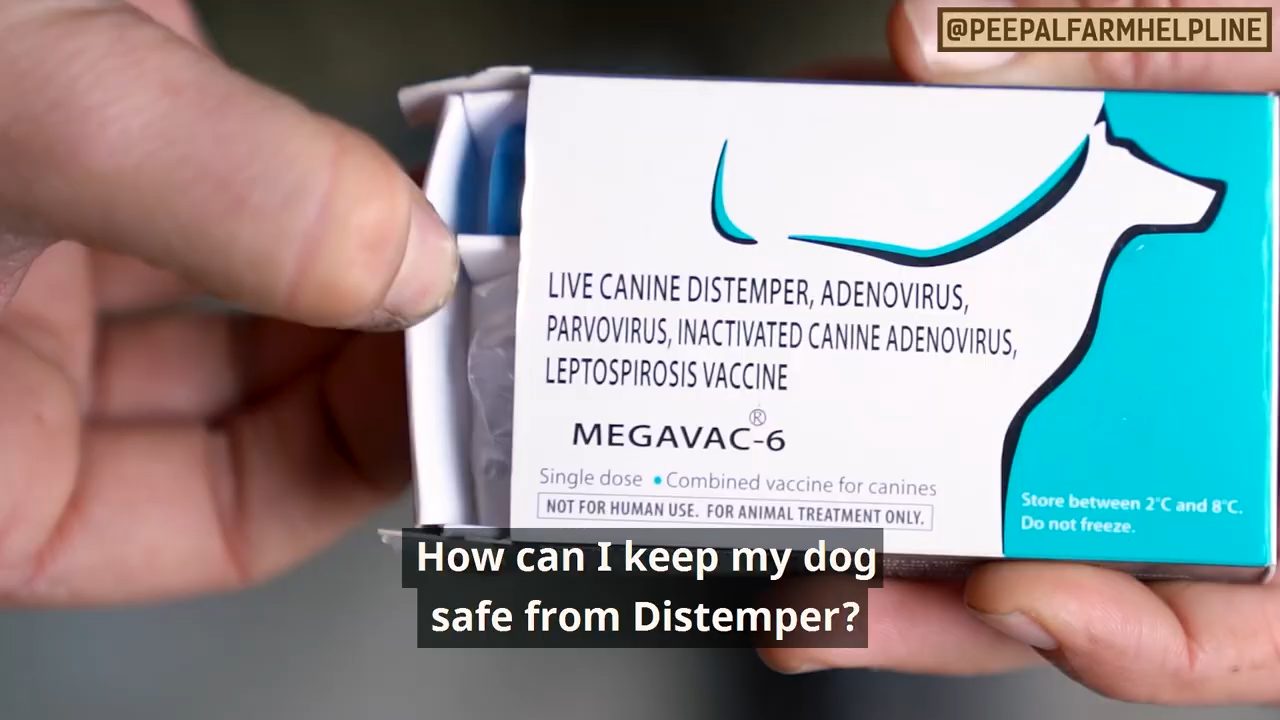 @PEEPALFARMHELPLINE
LIVE CANINE DISTEMPER, ADENOVIRUS,
PARVOVIRUS, INACTIVATED CANINE ADENOVIRUS,
LEPTOSPIROSIS VACCINE
MEGAVAC-6®
Single dose • Combined vaccine for canines
NOT FOR HUMAN USE. FOR ANIMAL TREATMENT ONLY.
Store between 2°C and 8°C.
Do not freeze.
How can I keep my dog
safe from Distemper?